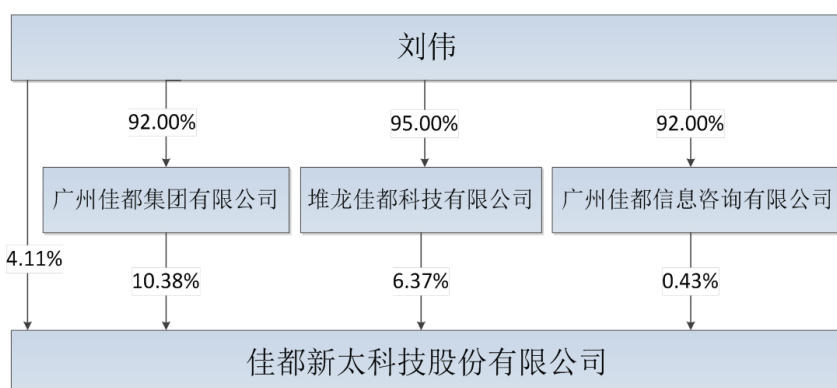 刘伟
92.00%
95.00%
92.00%
广州佳都集团有限公司
堆龙佳都科技有限公司
广州佳都信息咨询有限公司
4.11%
10.38%
6.37%
0.43%
佳都新太科技股份有限公司